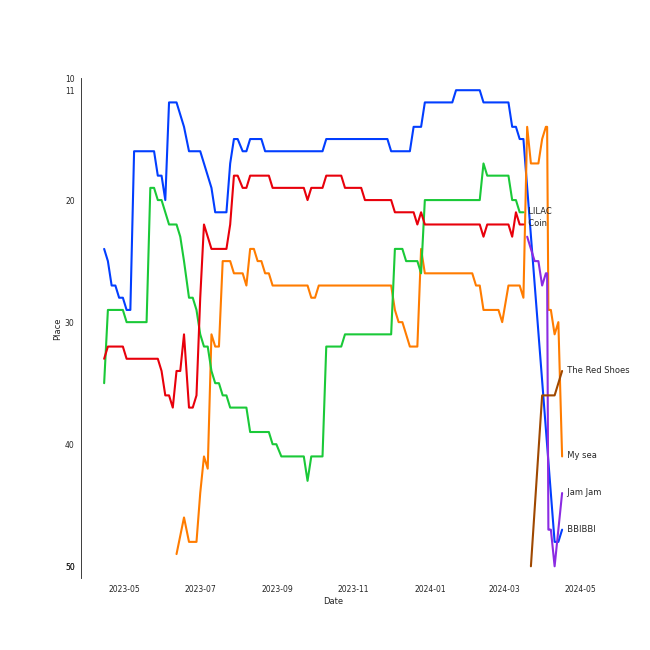 10
11
20
30
40
50
Place
LILAC
Coin
The Red Shoes
My sea
Jam Jam
BBIBBI
2023-05
2023-07
2023-09
2023-11
2024-01
2024-03
2024-05
Date